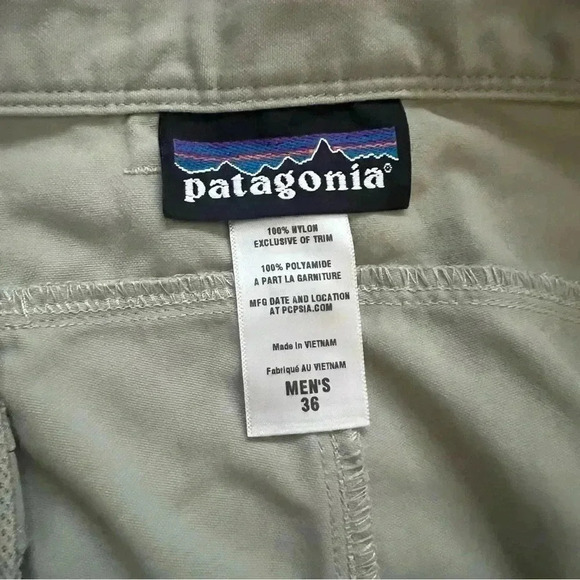 patagonia®
100% NYLON
EXCLUSIVE OF TRIM
100% POLYAMIDE
A PART LA GARNITURE
MFG DATE AND LOCATION
AT PCPSIA.COM
Made in VIETNAM
Fabriqué AU VIETNAM
MEN'S
36